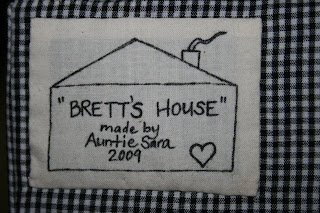 "BRETT'S HOUSE"
made by
Auntie Sara
2009